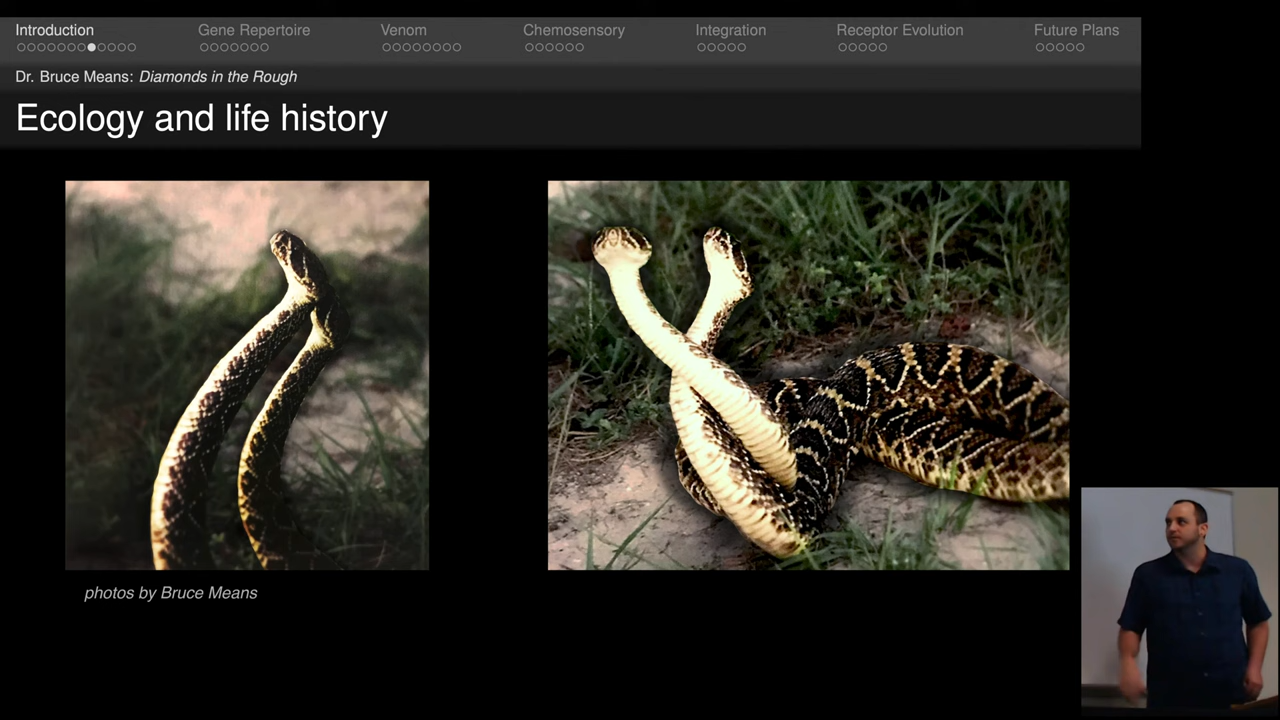 Introduction Gene Repertoire Venom Chemosensory Integration Receptor Evolution Future Plans
Dr. Bruce Means: Diamonds in the Rough
Ecology and life history
photos by Bruce Means